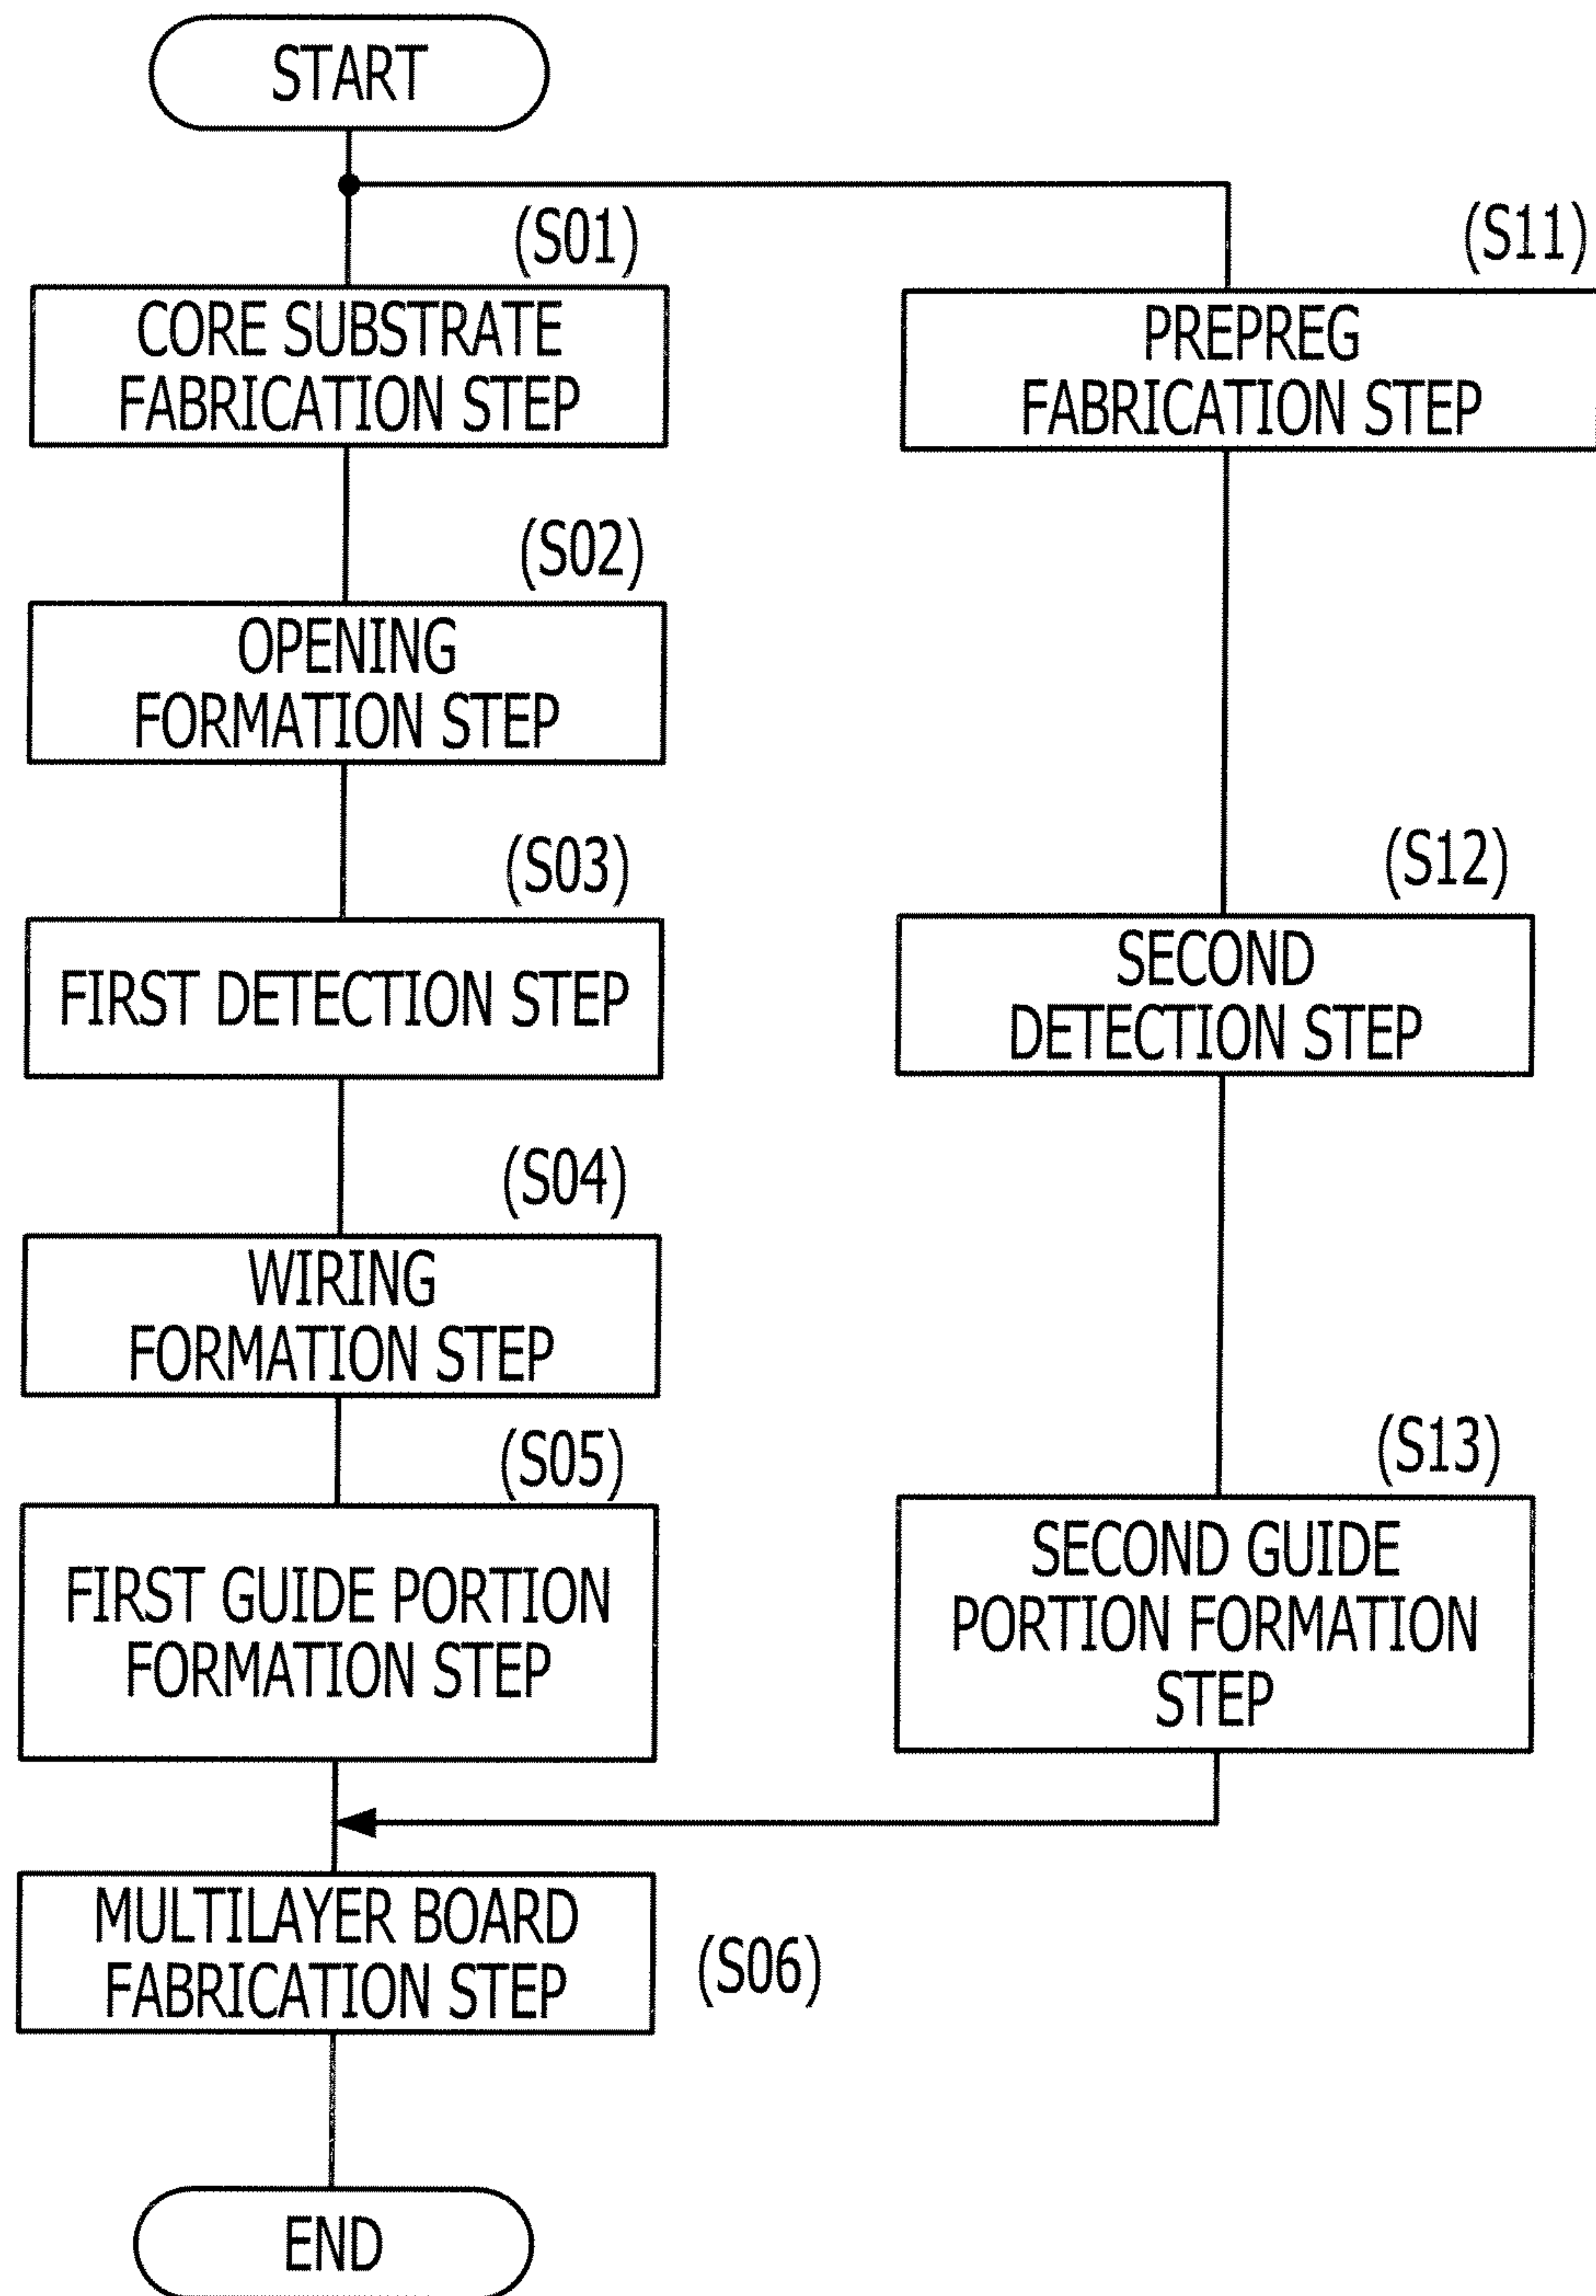 START
(S01)
CORE SUBSTRATE
FABRICATION STEP
(S02)
OPENING
FORMATION STEP
(S03)
FIRST DETECTION STEP
(S04)
WIRING
FORMATION STEP
(S05)
FIRST GUIDE PORTION
FORMATION STEP
(S11)
PREPREG
FABRICATION STEP
(S12)
SECOND
DETECTION STEP
(S13)
SECOND GUIDE
PORTION FORMATION
STEP
MULTILAYER BOARD
FABRICATION STEP
(S06)
END